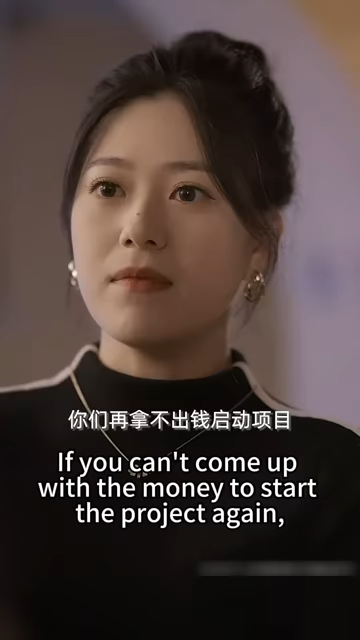 你们再拿不出钱启动项目
If you can't come up
with the money to start
the project again,